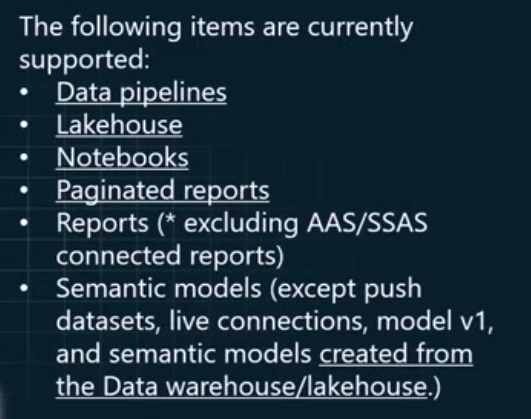 The following items are currently
supported:
• Data pipelines
• Lakehouse
• Notebooks
• Paginated reports
• Reports (* excluding AAS/SSAS
connected reports)
• Semantic models (except push
datasets, live connections, model v1,
and semantic models created from
the Data warehouse/lakehouse.)